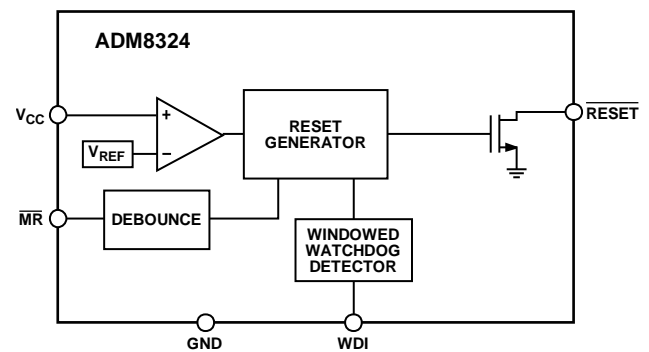 ADM8324
VCC
+
VREF
–
RESET
GENERATOR
RESET
MR
DEBOUNCE
WINDOWED
WATCHDOG
DETECTOR
GND
WDI